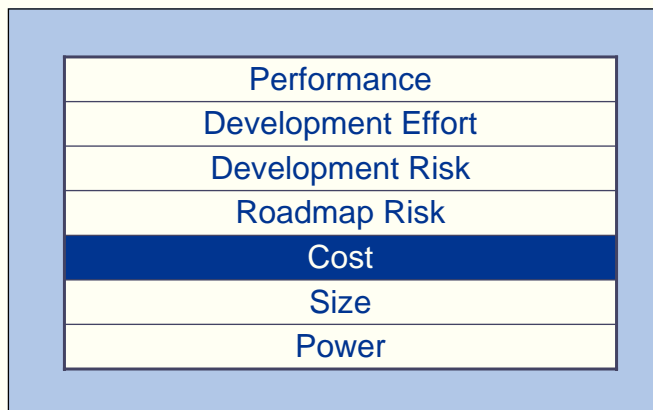 Performance
Development Effort
Development Risk
Roadmap Risk
Cost
Size
Power